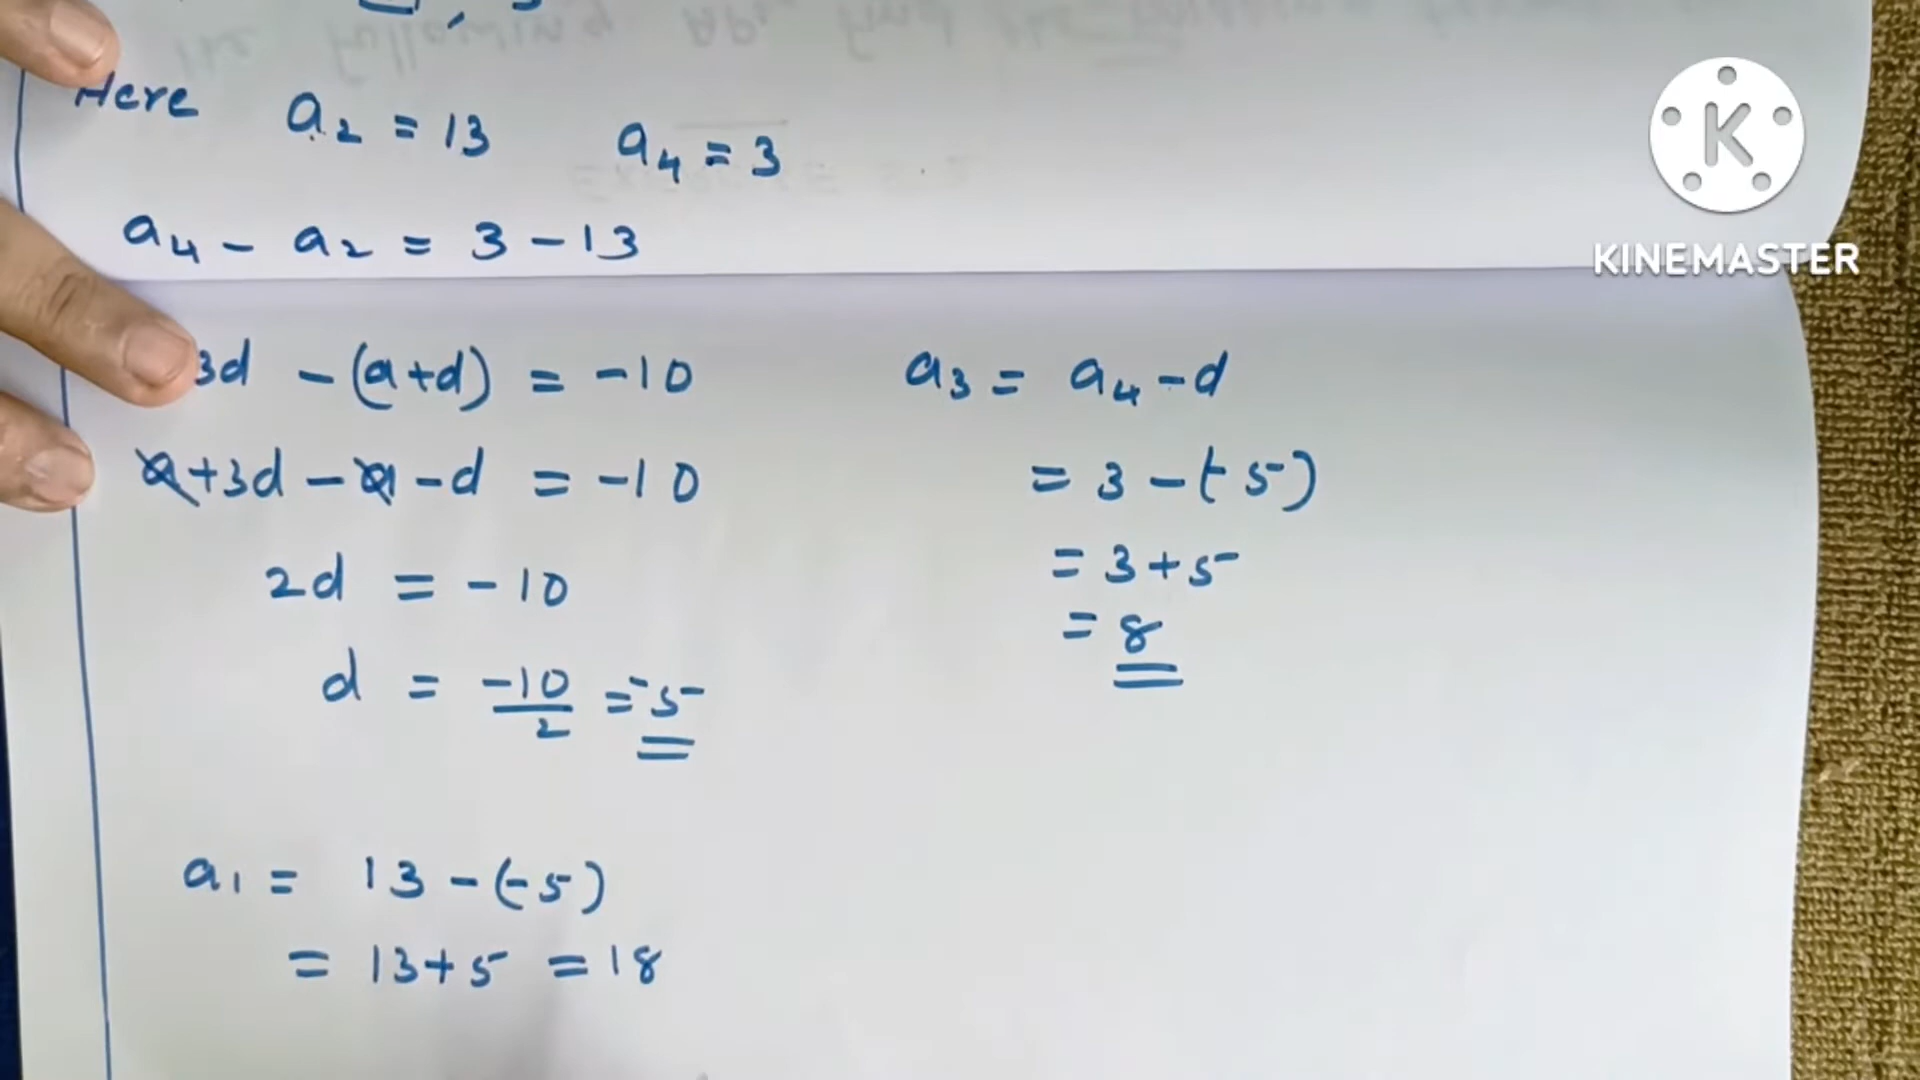 Here a₂ = 13 a₄ = 3
a₄ - a₂ = 3 - 13
3d - (a+d) = -10
a+3d - a - d = -10
2d = -10
d = -10/2 = -5
a₁ = 13 - (-5)
= 13+5 = 18
a₃ = a₄ - d
= 3 - (-5)
= 3+5
= 8
K
KINEMASTER